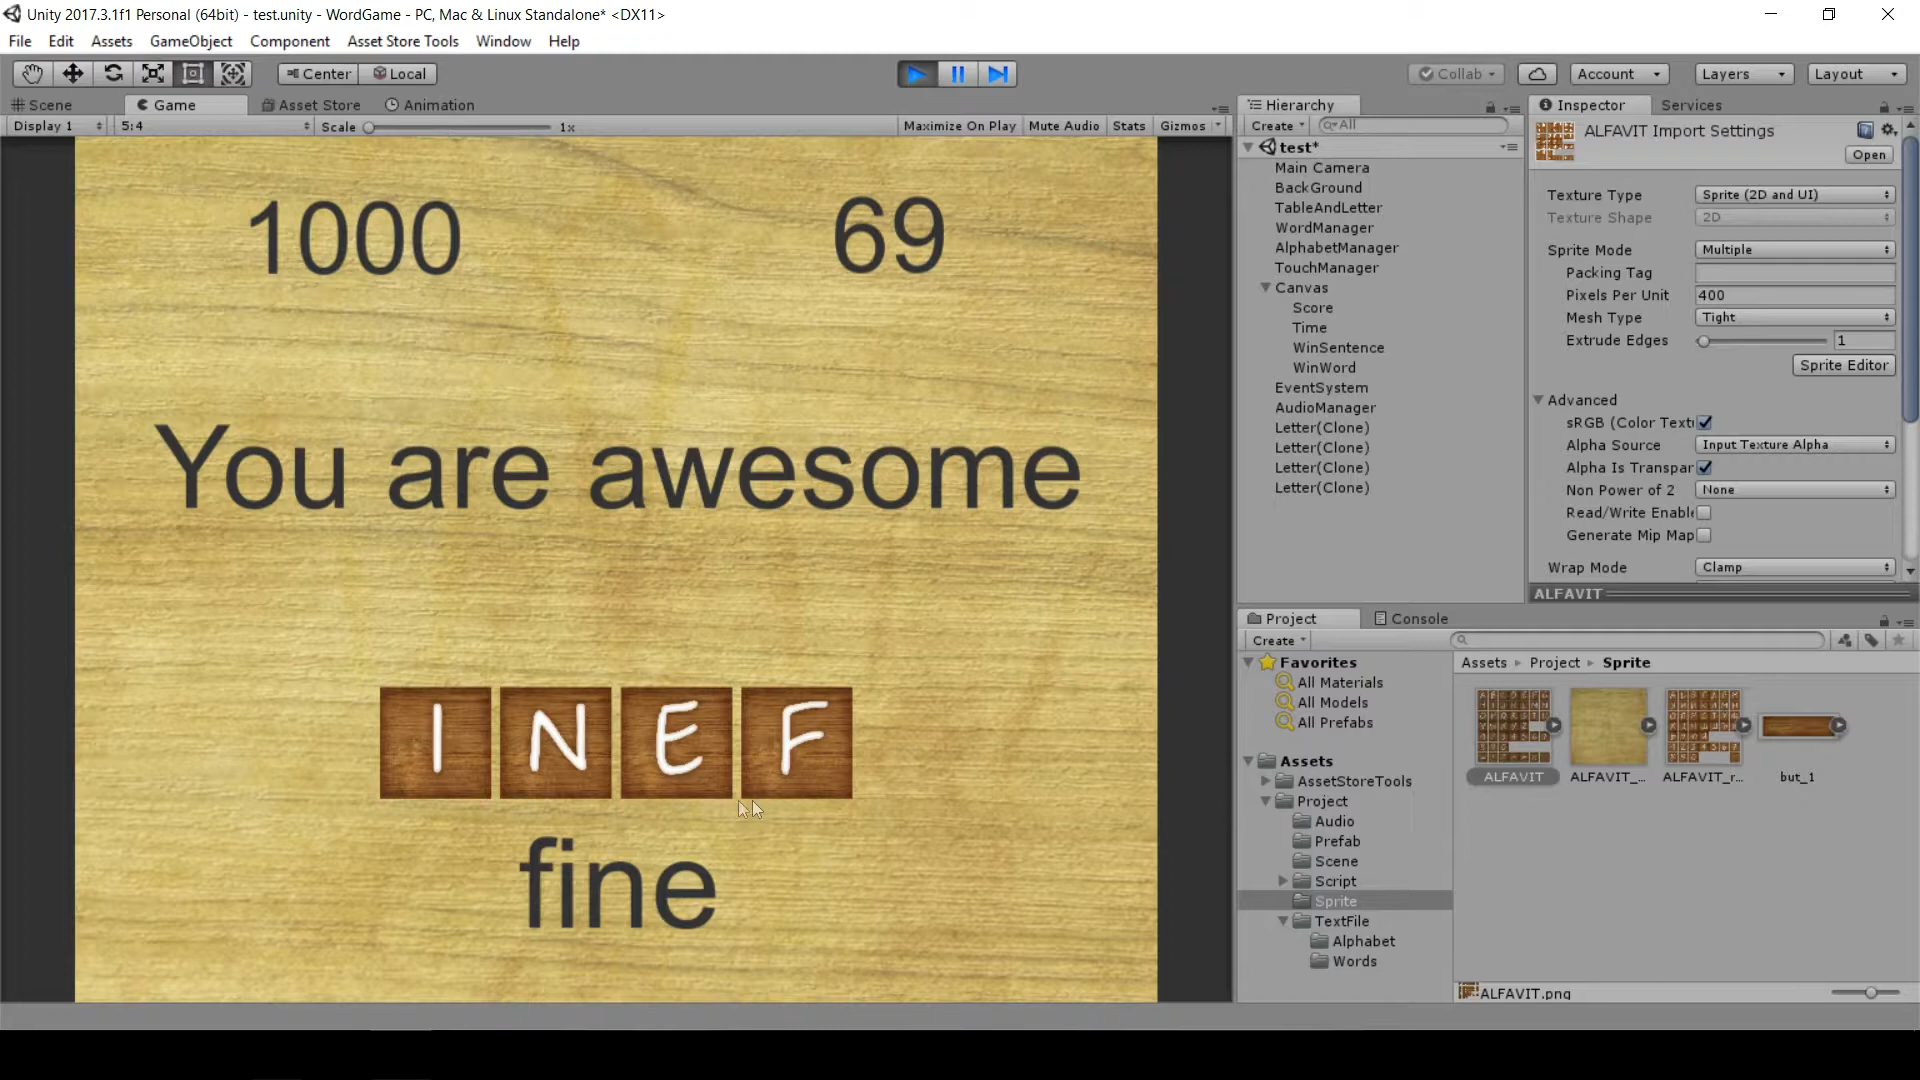 Unity 2017.3.1f1 Personal (64bit) - test.unity - WordGame - PC, Mac & Linux Standalone* <DX11>
File Edit Assets GameObject Component Asset Store Tools Window Help
Center Local Collab Account Layers Layout
Scene Game Asset Store Animation
Display 1 5:4 Scale 1x Maximize On Play Mute Audio Stats Gizmos
1000 69
You are awesome
I N E F
fine
Hierarchy
Create All
test*
Main Camera
BackGround
TableAndLetter
WordManager
AlphabetManager
TouchManager
Canvas
Score
Time
WinSentence
WinWord
EventSystem
AudioManager
Letter(Clone)
Letter(Clone)
Letter(Clone)
Letter(Clone)
Inspector Services
ALFAVIT Import Settings
Open
Texture Type Sprite (2D and UI)
Texture Shape 2D
Sprite Mode Multiple
Packing Tag
Pixels Per Unit 400
Mesh Type Tight
Extrude Edges 1
Sprite Editor
Advanced
sRGB (Color Text
Alpha Source Input Texture Alpha
Alpha Is Transpar
Non Power of 2 None
Read/Write Enable
Generate Mip Map
Wrap Mode Clamp
ALFAVIT
Project Console
Create
Favorites
All Materials
All Models
All Prefabs
Assets
AssetStoreTools
Project
Audio
Prefab
Scene
Script
Sprite
TextFile
Alphabet
Words
Assets Project Sprite
ALFAVIT ALFAVIT_... ALFAVIT_r... but_1
ALFAVIT.png